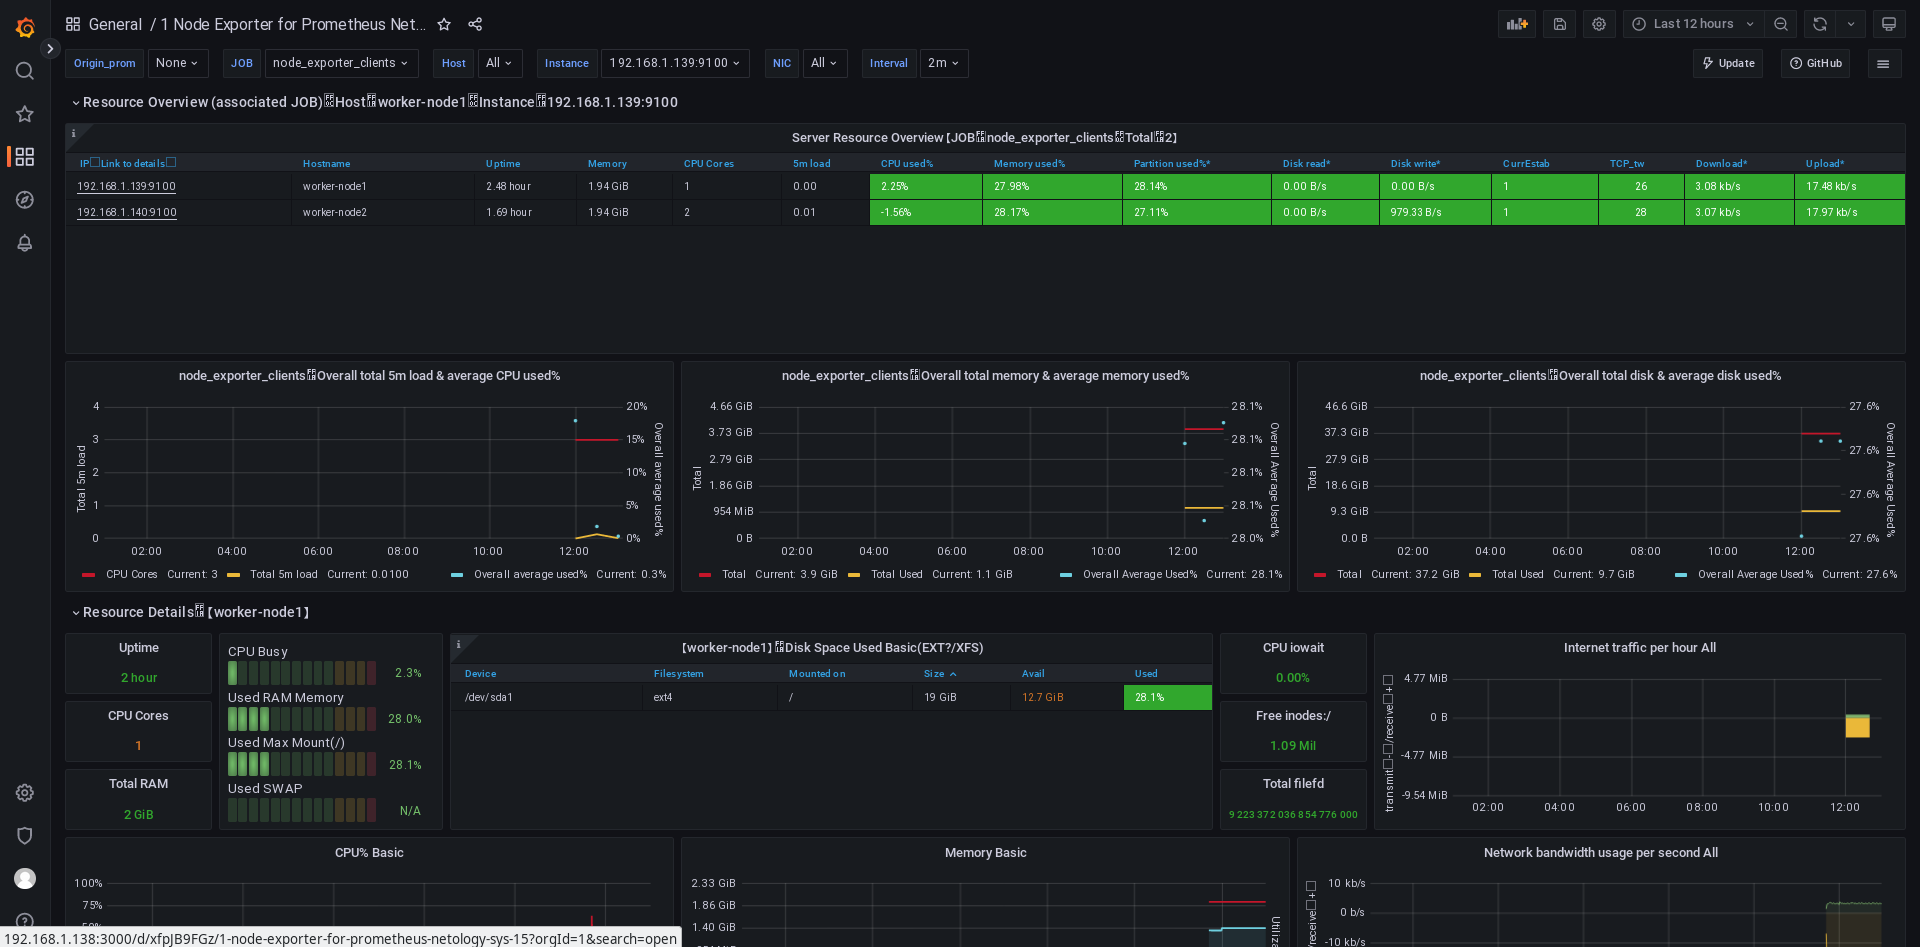 General / 1 Node Exporter for Prometheus Net...
Last 12 hours
Origin_prom None JOB node_exporter_clients Host All Instance 192.168.1.139:9100 NIC All Interval 2m Update GitHub
Resource Overview (associated JOB) Host worker-node1 Instance 192.168.1.139:9100
Server Resource Overview【JOB node_exporter_clients Total 2】
IP Link to details Hostname Uptime Memory CPU Cores 5m load CPU used% Memory used% Partition used%* Disk read* Disk write* CurrEstab TCP_tw Download* Upload*
192.168.1.139:9100 worker-node1 2.48 hour 1.94 GiB 1 0.00 2.25% 27.98% 28.14% 0.00 B/s 0.00 B/s 1 26 3.08 kb/s 17.48 kb/s
192.168.1.140:9100 worker-node2 1.69 hour 1.94 GiB 2 0.01 -1.56% 28.17% 27.11% 0.00 B/s 979.33 B/s 1 28 3.07 kb/s 17.97 kb/s
node_exporter_clients Overall total 5m load & average CPU used%
4
3
2
1
0
Total 5m load
20%
15%
10%
5%
0%
Overall average used%
02:00 04:00 06:00 08:00 10:00 12:00
CPU Cores Current: 3 Total 5m load Current: 0.0100 Overall average used% Current: 0.3%
node_exporter_clients Overall total memory & average memory used%
4.66 GiB
3.73 GiB
2.79 GiB
1.86 GiB
954 MiB
0 B
Total
28.1%
28.1%
28.1%
28.1%
28.0%
Overall Average Used%
02:00 04:00 06:00 08:00 10:00 12:00
Total Current: 3.9 GiB Total Used Current: 1.1 GiB Overall Average Used% Current: 28.1%
node_exporter_clients Overall total disk & average disk used%
46.6 GiB
37.3 GiB
27.9 GiB
18.6 GiB
9.3 GiB
0.0 B
Total
27.6%
27.6%
27.6%
27.6%
Overall Average Used%
02:00 04:00 06:00 08:00 10:00 12:00
Total Current: 37.2 GiB Total Used Current: 9.7 GiB Overall Average Used% Current: 27.6%
Resource Details 【worker-node1】
Uptime
2 hour
CPU Cores
1
Total RAM
2 GiB
CPU Busy
2.3%
Used RAM Memory
28.0%
Used Max Mount(/)
28.1%
Used SWAP
N/A
【worker-node1】 Disk Space Used Basic(EXT?/XFS)
Device Filesystem Mounted on Size Avail Used
/dev/sda1 ext4 / 19 GiB 12.7 GiB 28.1%
CPU iowait
0.00%
Free inodes:/
1.09 Mil
Total filefd
9 223 372 036 854 776 000
Internet traffic per hour All
4.77 MiB
0 B
-4.77 MiB
-9.54 MiB
transmit - /receive +
02:00 04:00 06:00 08:00 10:00 12:00
CPU% Basic
100%
75%
50%
Memory Basic
2.33 GiB
1.86 GiB
1.40 GiB
Network bandwidth usage per second All
10 kb/s
0 b/s
-10 kb/s
/receive +
192.168.1.138:3000/d/xfpJB9FGz/1-node-exporter-for-prometheus-netology-sys-15?orgId=1&search=open